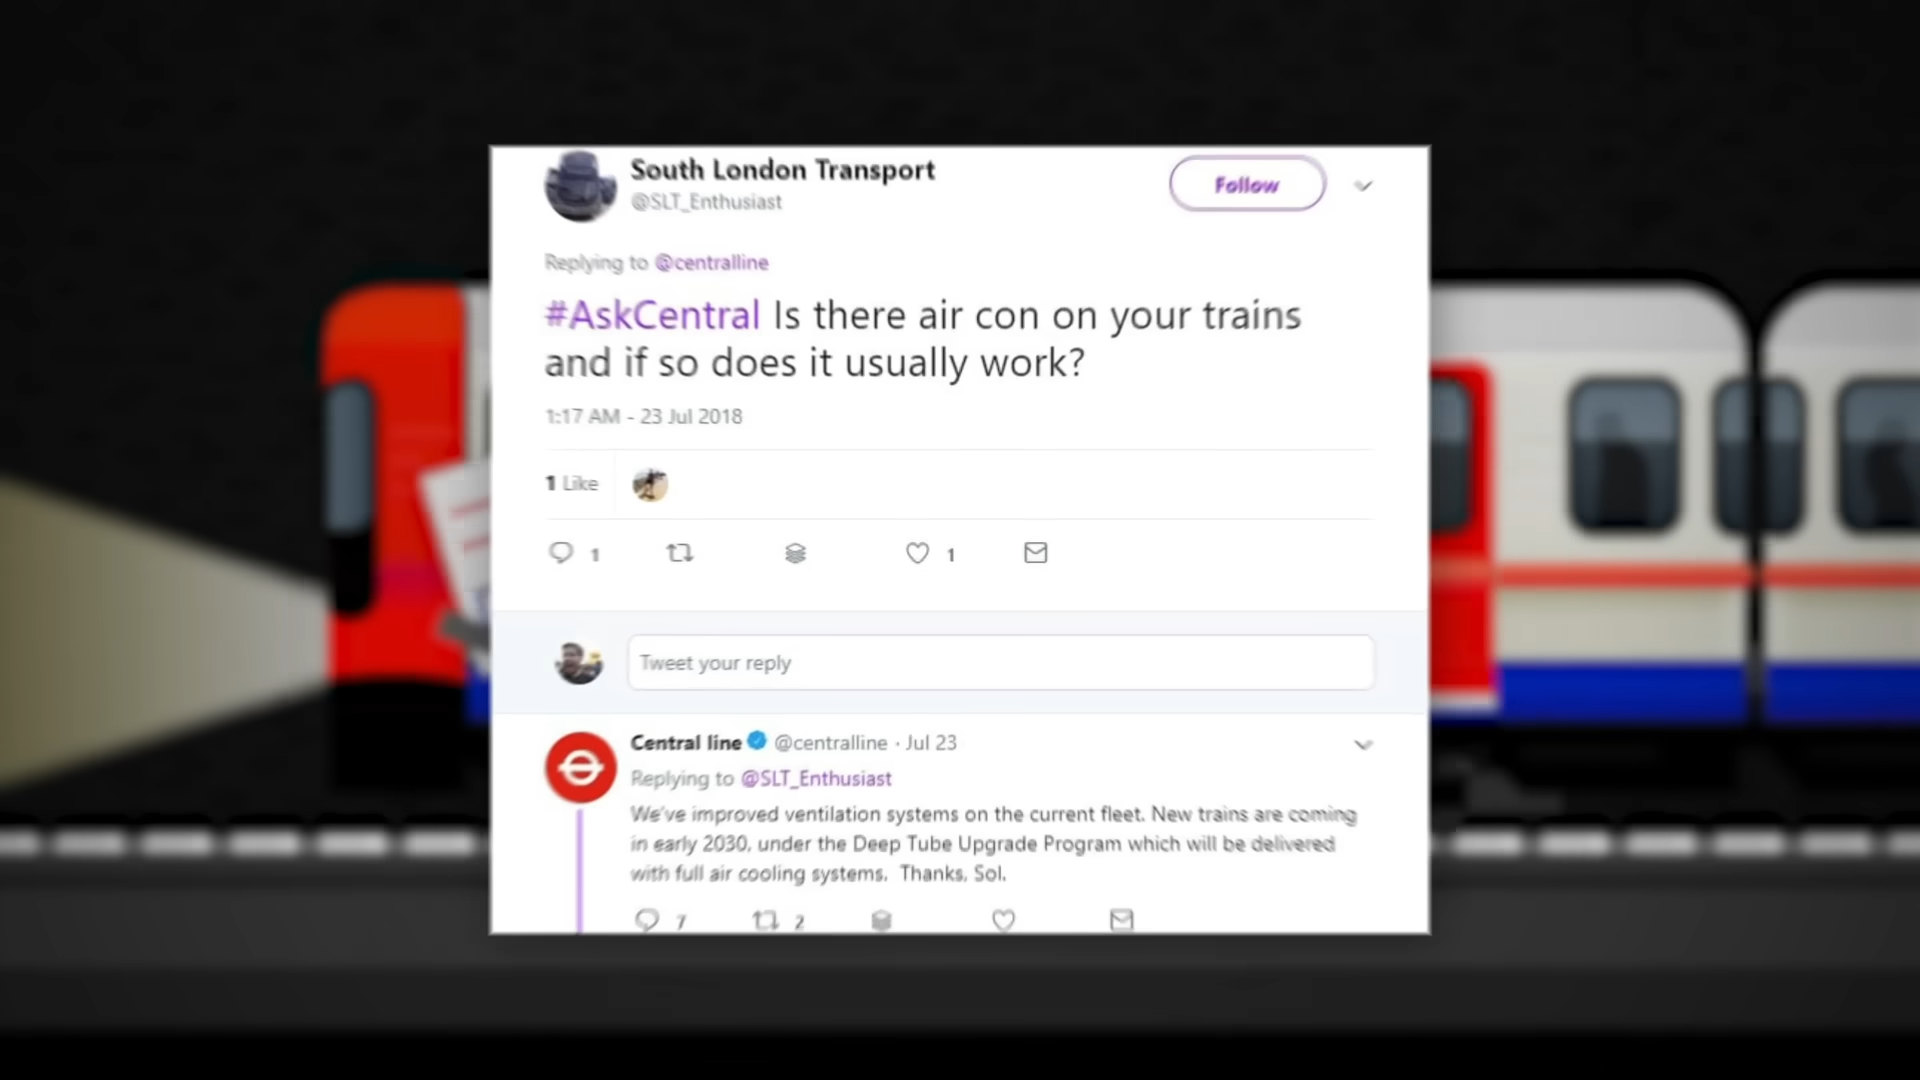 South London Transport
@SLT_Enthusiast
Follow
Replying to @centralline
#AskCentral Is there air con on your trains
and if so does it usually work?
1:17 AM - 23 Jul 2018
1 Like
1
1
Tweet your reply
Central line @centralline · Jul 23
Replying to @SLT_Enthusiast
We've improved ventilation systems on the current fleet. New trains are coming
in early 2030, under the Deep Tube Upgrade Program which will be delivered
with full air cooling systems. Thanks, Sol.
7
2